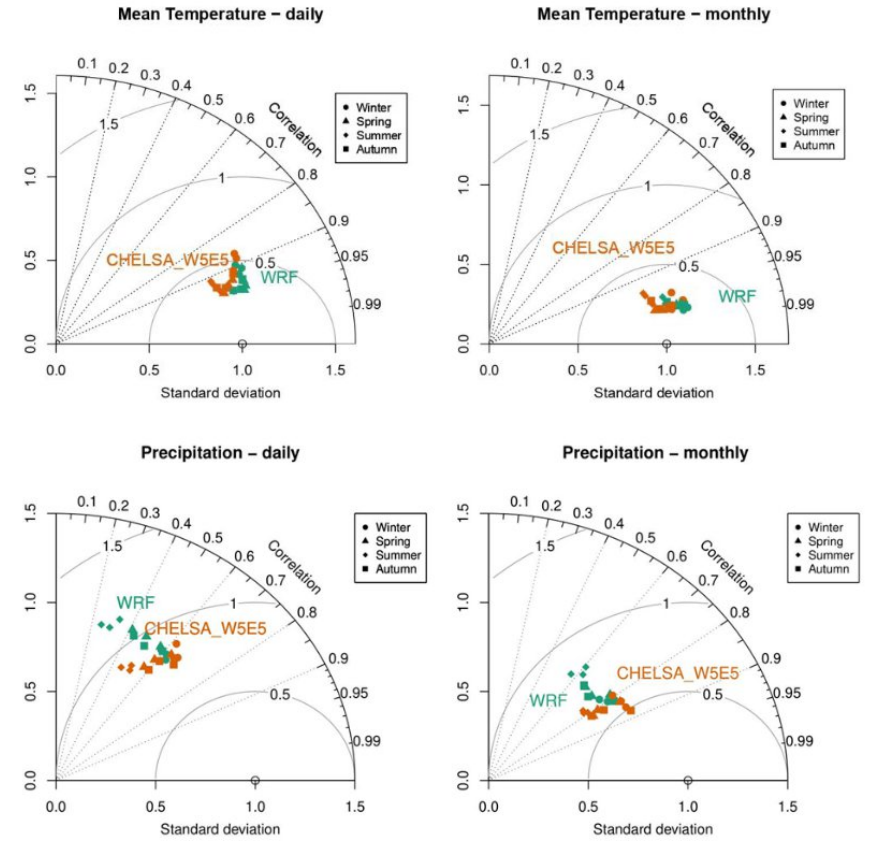 Mean Temperature − daily
0.0
0.5
1.0
1.5
0.0
0.5
1.0
1.5
Standard deviation
0.1
0.2
0.3
0.4
0.5
0.6
0.7
0.8
0.9
0.95
0.99
Correlation
1.5
1
0.5
CHELSA_W5E5
WRF
Winter
Spring
Summer
Autumn
Mean Temperature − monthly
0.0
0.5
1.0
1.5
0.0
0.5
1.0
1.5
Standard deviation
0.1
0.2
0.3
0.4
0.5
0.6
0.7
0.8
0.9
0.95
0.99
Correlation
1.5
1
0.5
CHELSA_W5E5
WRF
Winter
Spring
Summer
Autumn
Precipitation − daily
0.0
0.5
1.0
1.5
0.0
0.5
1.0
1.5
Standard deviation
0.1
0.2
0.3
0.4
0.5
0.6
0.7
0.8
0.9
0.95
0.99
Correlation
1.5
1
0.5
WRF
CHELSA_W5E5
Winter
Spring
Summer
Autumn
Precipitation − monthly
0.0
0.5
1.0
1.5
0.0
0.5
1.0
1.5
Standard deviation
0.1
0.2
0.3
0.4
0.5
0.6
0.7
0.8
0.9
0.95
0.99
Correlation
1.5
1
0.5
CHELSA_W5E5
WRF
Winter
Spring
Summer
Autumn